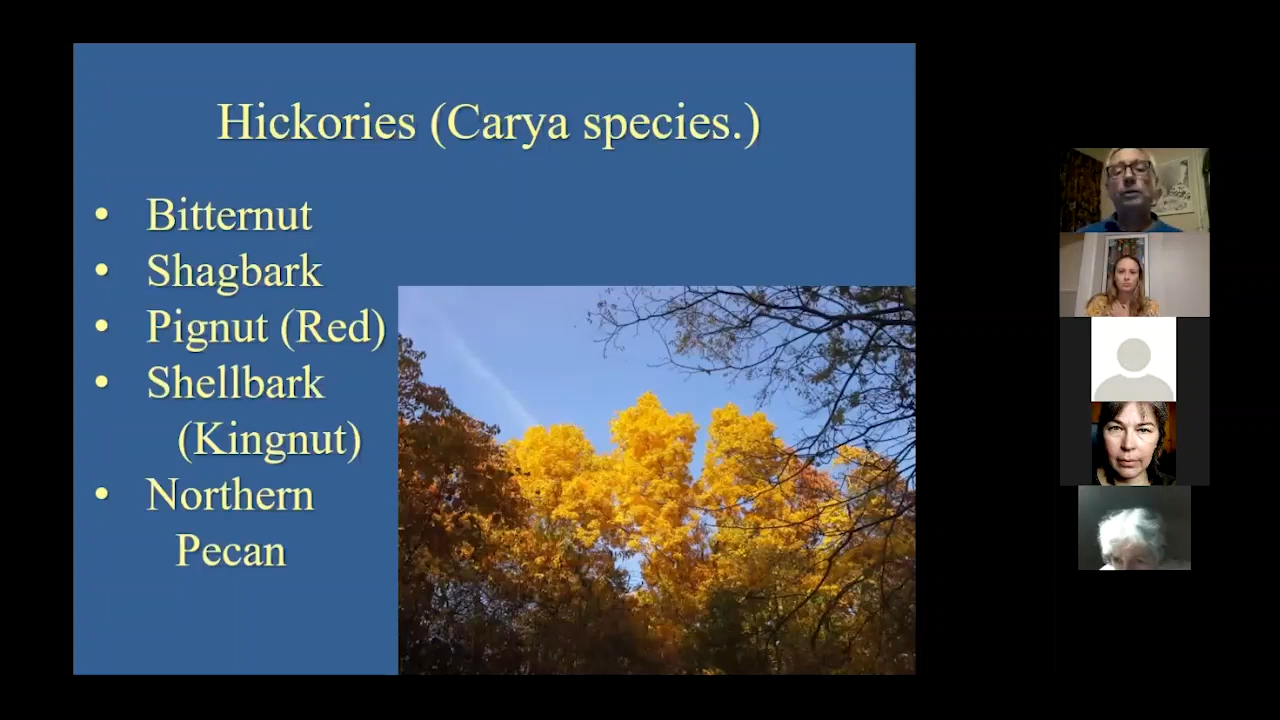 Hickories (Carya species.)
• Bitternut
• Shagbark
• Pignut (Red)
• Shellbark
(Kingnut)
• Northern
Pecan